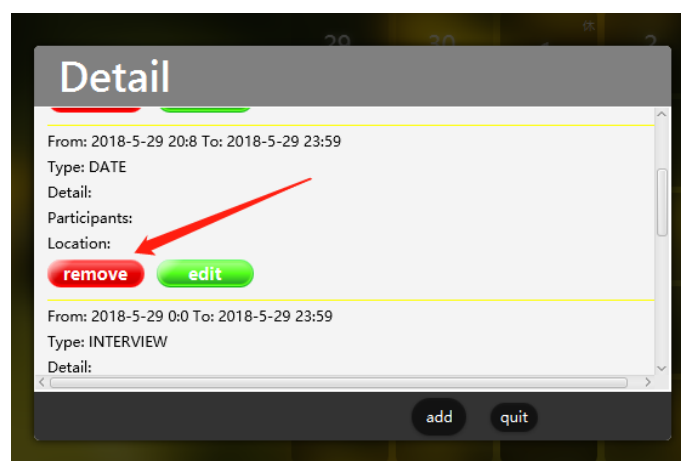 29 30 休 2
Detail
From: 2018-5-29 20:8 To: 2018-5-29 23:59
Type: DATE
Detail:
Participants:
Location:
remove edit
From: 2018-5-29 0:0 To: 2018-5-29 23:59
Type: INTERVIEW
Detail:
add quit